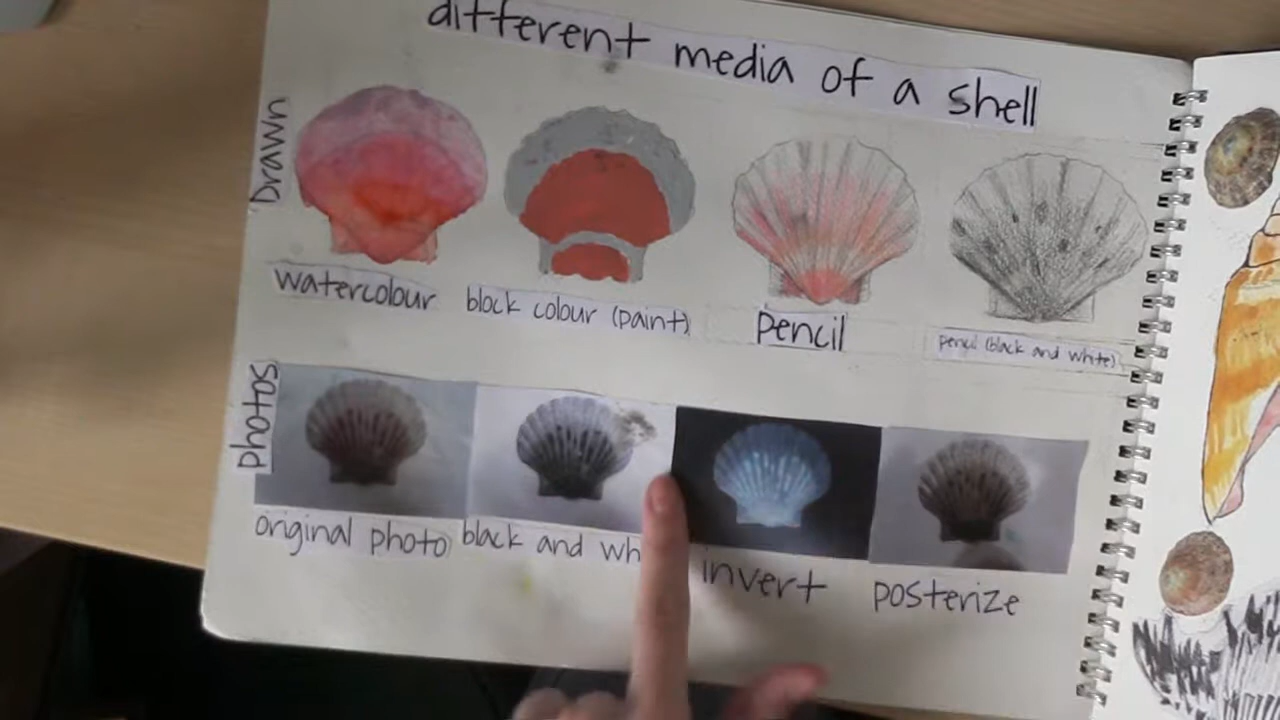 different media of a shell
Drawn
watercolour
block colour (paint)
Pencil
pencil (black and white)
Photos
original photo
black and wh
invert
posterize